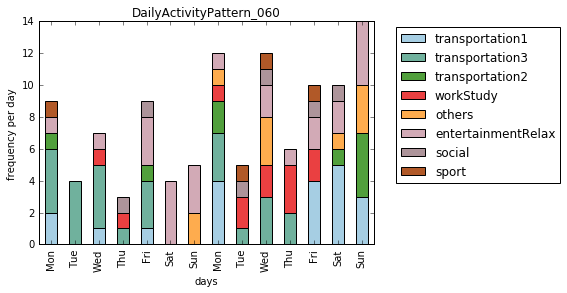 DailyActivityPattern_060
14
12
10
8
6
4
2
0
frequency per day
Mon Tue Wed Thu Fri Sat Sun Mon Tue Wed Thu Fri Sat Sun
days
transportation1
transportation3
transportation2
workStudy
others
entertainmentRelax
social
sport